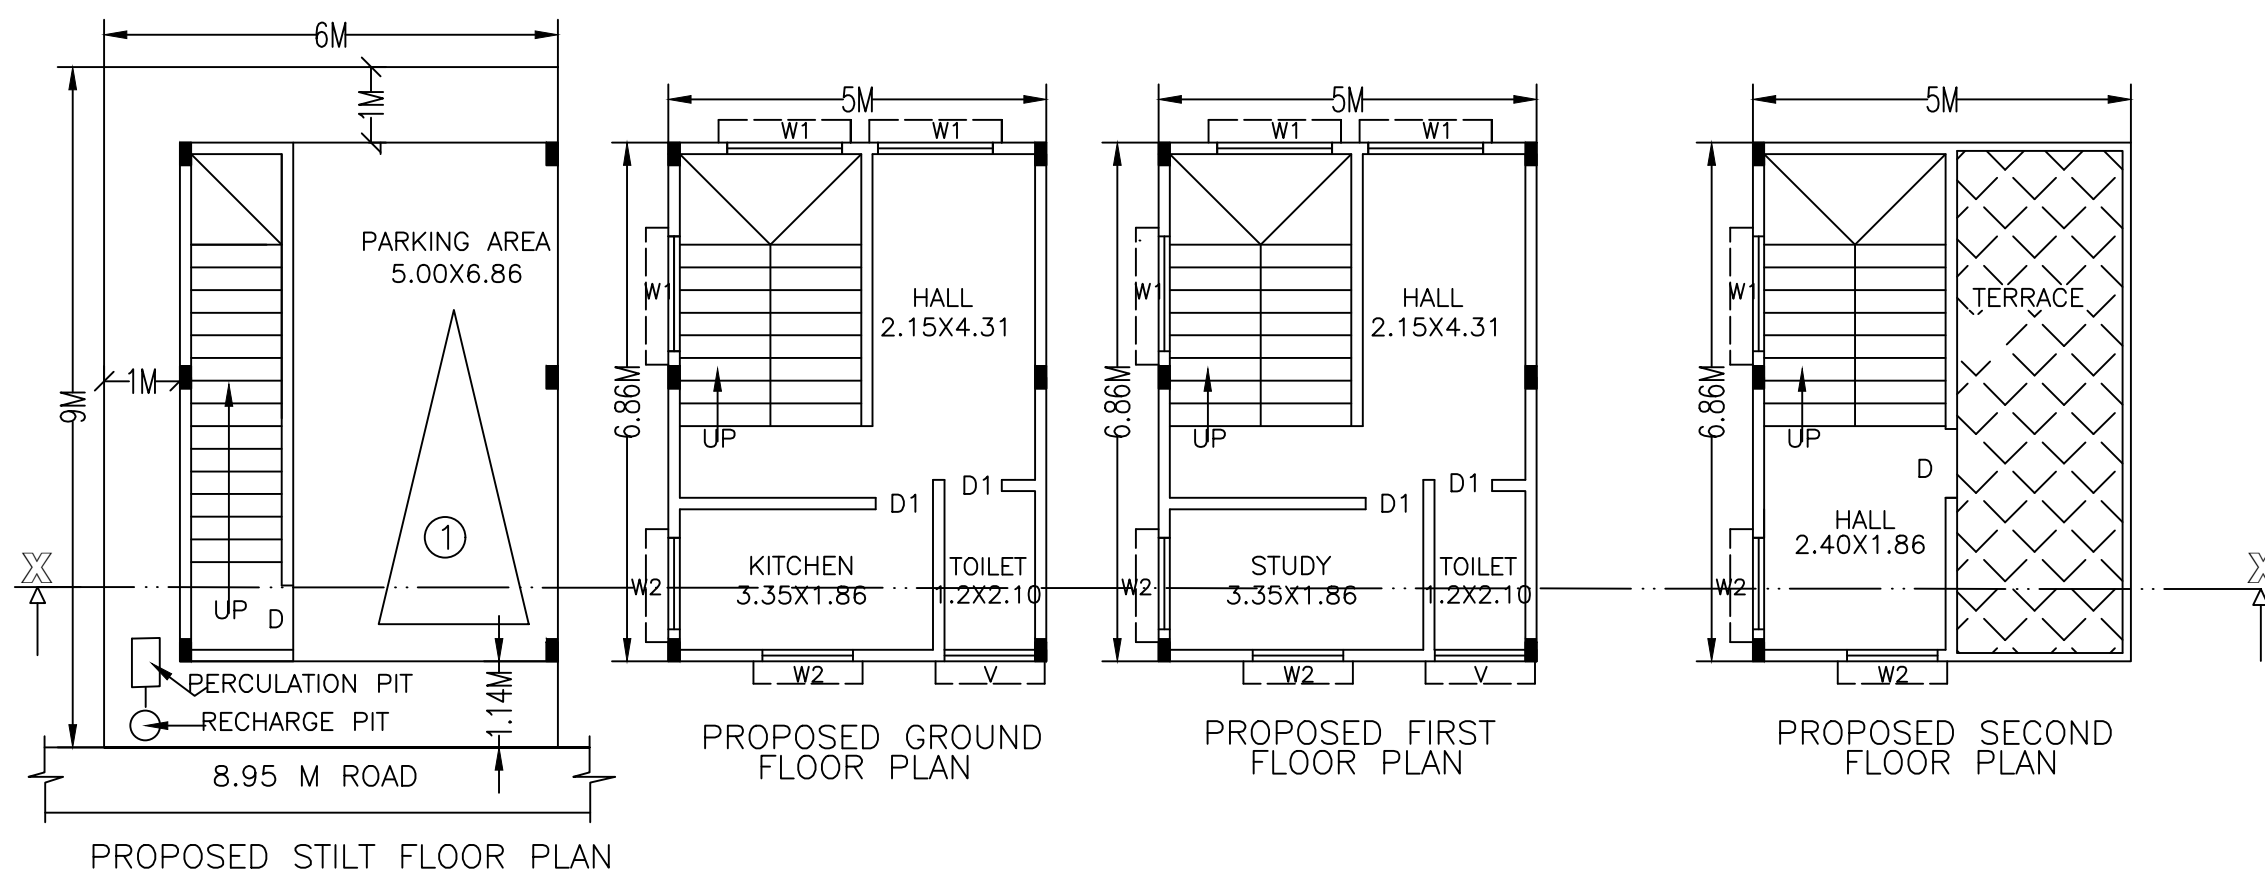 6M
1M
9M
1M
PARKING AREA
5.00X6.86
1
UP
D
PERCULATION PIT
RECHARGE PIT
1.14M
8.95 M ROAD
PROPOSED STILT FLOOR PLAN
X
5M
W1
W1
W1
6.86M
HALL
2.15X4.31
UP
D1
D1
KITCHEN
3.35X1.86
TOILET
1.2X2.10
W2
W2
V
PROPOSED GROUND
FLOOR PLAN
5M
W1
W1
W1
6.86M
HALL
2.15X4.31
UP
D1
D1
STUDY
3.35X1.86
TOILET
1.2X2.10
W2
W2
V
PROPOSED FIRST
FLOOR PLAN
5M
W1
6.86M
TERRACE
UP
D
HALL
2.40X1.86
W2
W2
PROPOSED SECOND
FLOOR PLAN
X